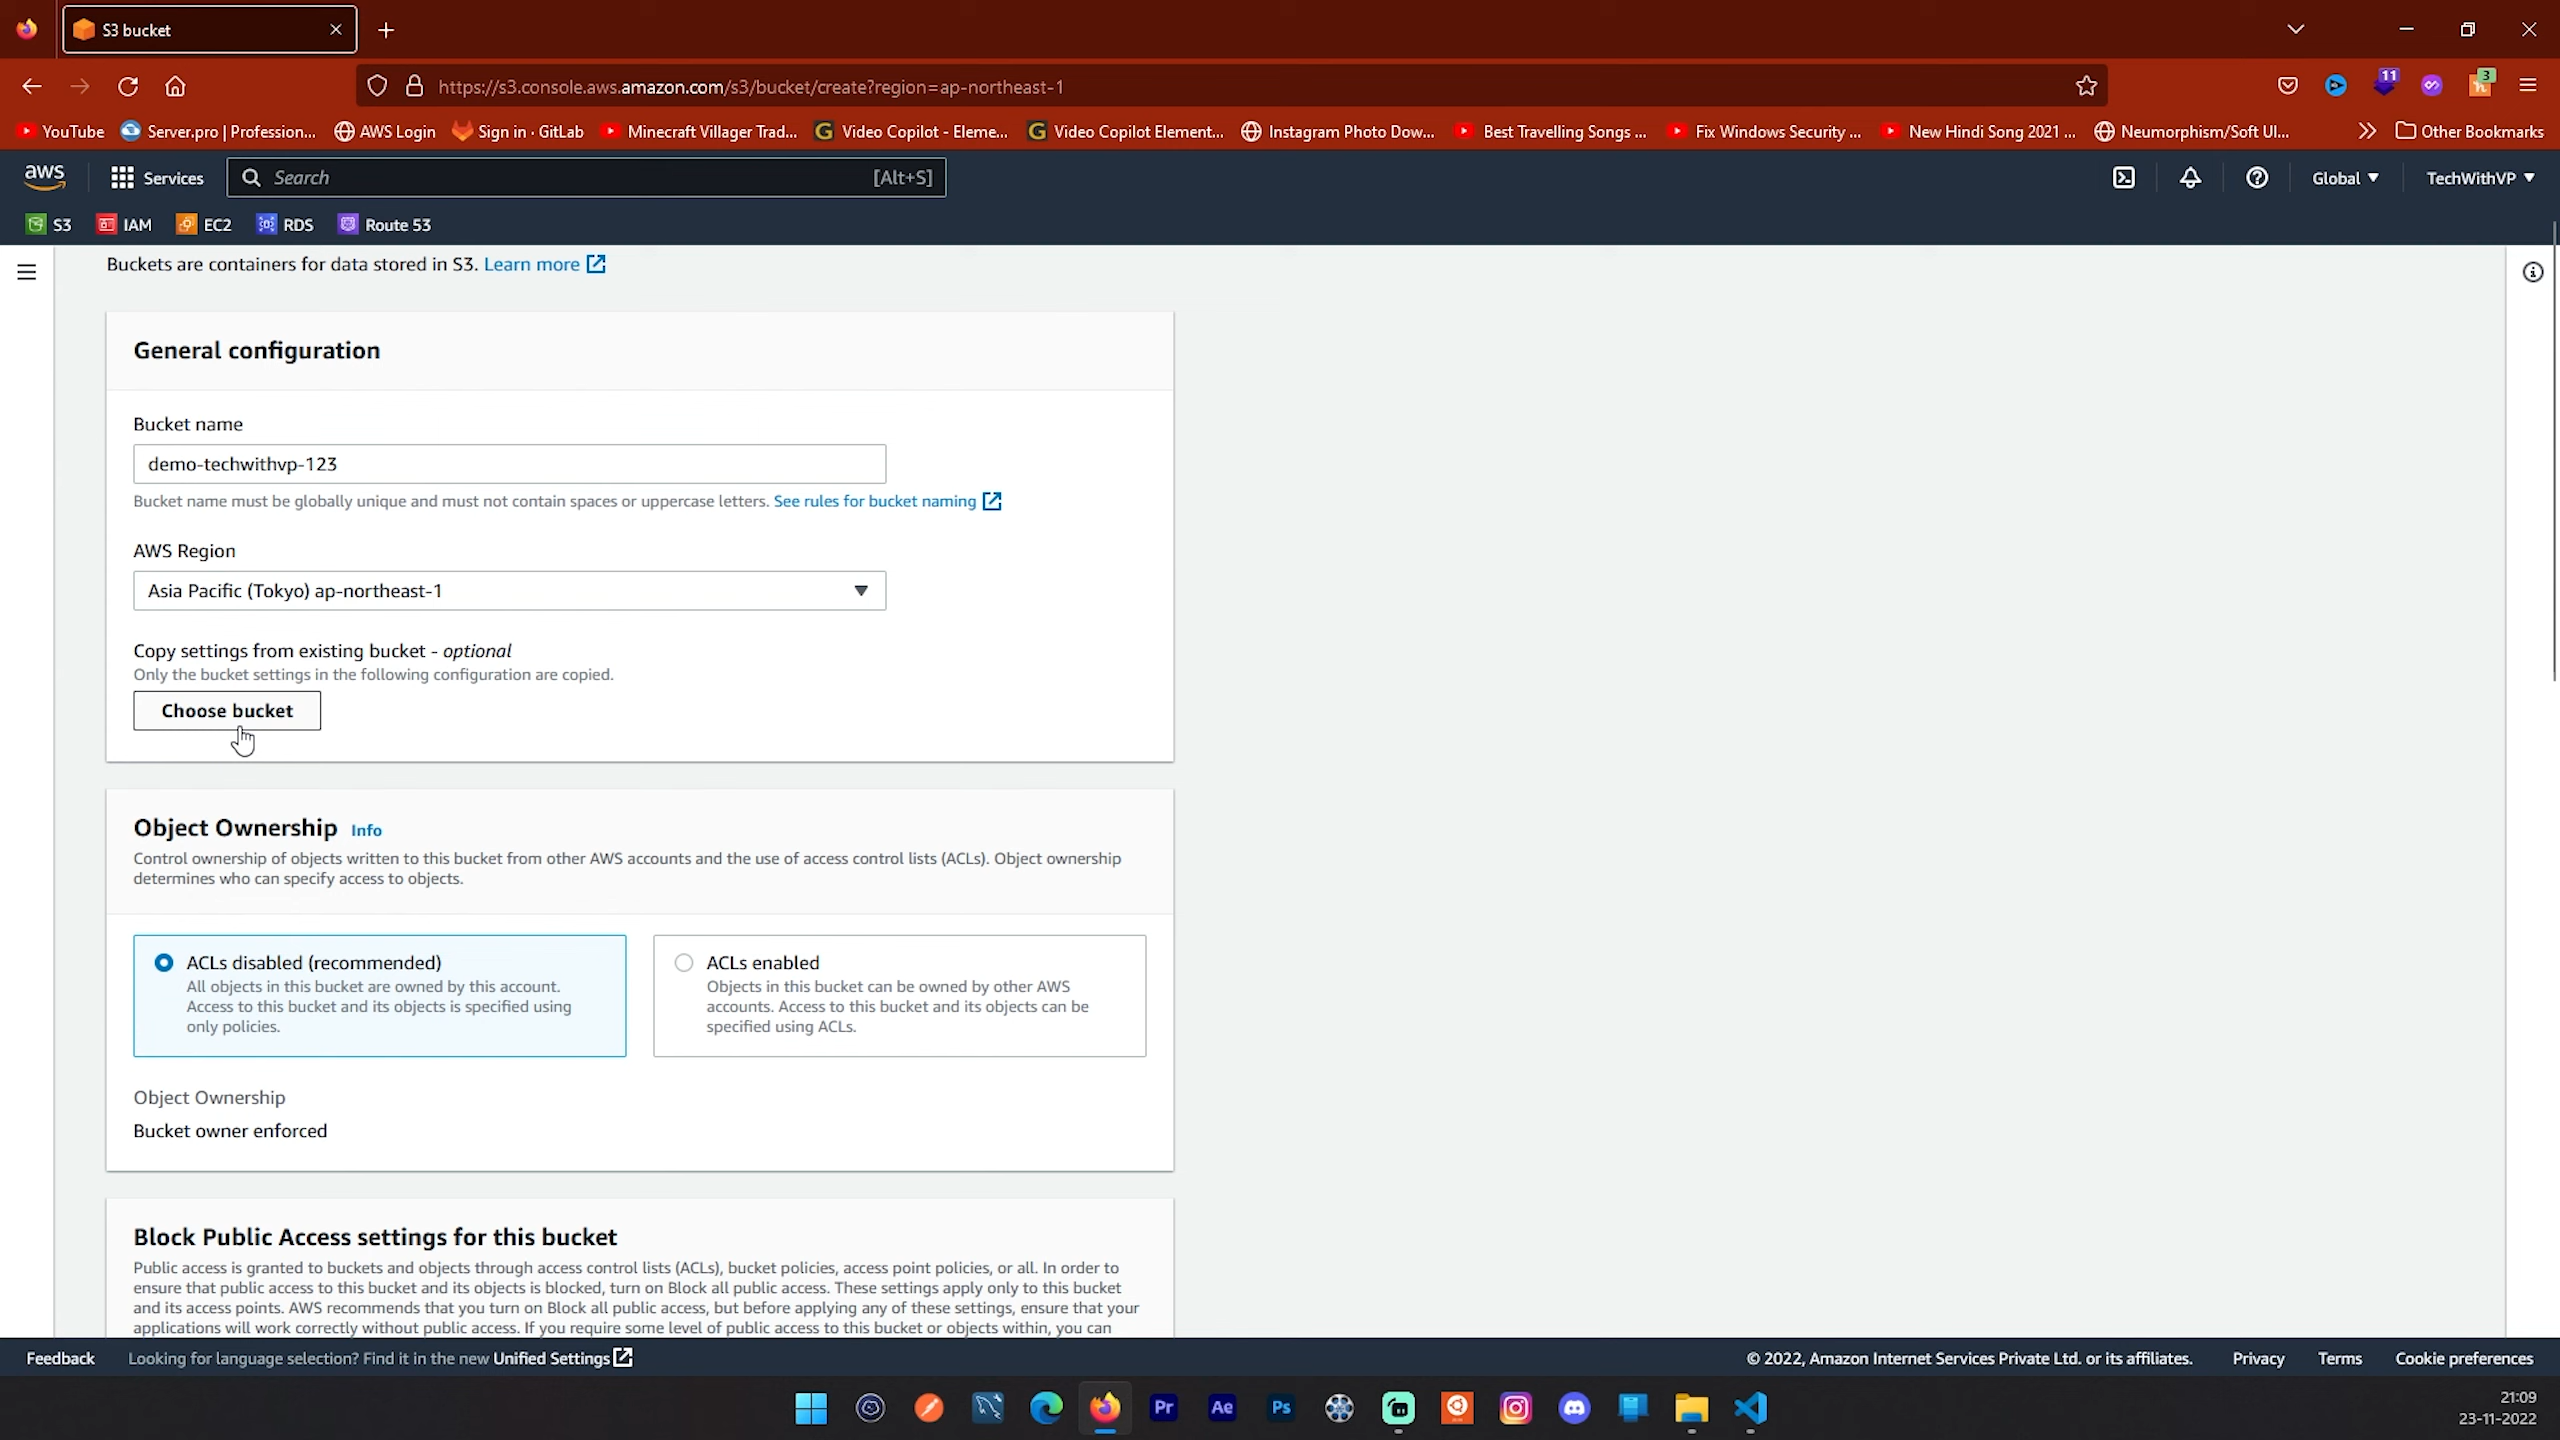 S3 bucket
https://s3.console.aws.amazon.com/s3/bucket/create?region=ap-northeast-1
11
3
YouTube
Server.pro | Profession...
AWS Login
Sign in · GitLab
Minecraft Villager Trad...
Video Copilot - Eleme...
Video Copilot Element...
Instagram Photo Dow...
Best Travelling Songs ...
Fix Windows Security ...
New Hindi Song 2021 ...
Neumorphism/Soft UI...
Other Bookmarks
aws
Services
Search
[Alt+S]
Global
TechWithVP
S3
IAM
EC2
RDS
Route 53
Buckets are containers for data stored in S3. Learn more
General configuration
Bucket name
demo-techwithvp-123
Bucket name must be globally unique and must not contain spaces or uppercase letters. See rules for bucket naming
AWS Region
Asia Pacific (Tokyo) ap-northeast-1
Copy settings from existing bucket - optional
Only the bucket settings in the following configuration are copied.
Choose bucket
Object Ownership Info
Control ownership of objects written to this bucket from other AWS accounts and the use of access control lists (ACLs). Object ownership
determines who can specify access to objects.
ACLs disabled (recommended)
All objects in this bucket are owned by this account.
Access to this bucket and its objects is specified using
only policies.
ACLs enabled
Objects in this bucket can be owned by other AWS
accounts. Access to this bucket and its objects can be
specified using ACLs.
Object Ownership
Bucket owner enforced
Block Public Access settings for this bucket
Public access is granted to buckets and objects through access control lists (ACLs), bucket policies, access point policies, or all. In order to
ensure that public access to this bucket and its objects is blocked, turn on Block all public access. These settings apply only to this bucket
and its access points. AWS recommends that you turn on Block all public access, but before applying any of these settings, ensure that your
applications will work correctly without public access. If you require some level of public access to this bucket or objects within, you can
Feedback
Looking for language selection? Find it in the new Unified Settings
© 2022, Amazon Internet Services Private Ltd. or its affiliates.
Privacy
Terms
Cookie preferences
Pr
Ae
Ps
21:09
23-11-2022